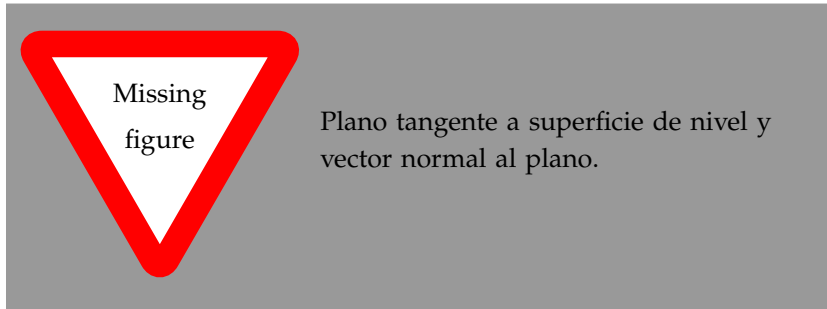 Missing
figure
Plano tangente a superficie de nivel y
vector normal al plano.